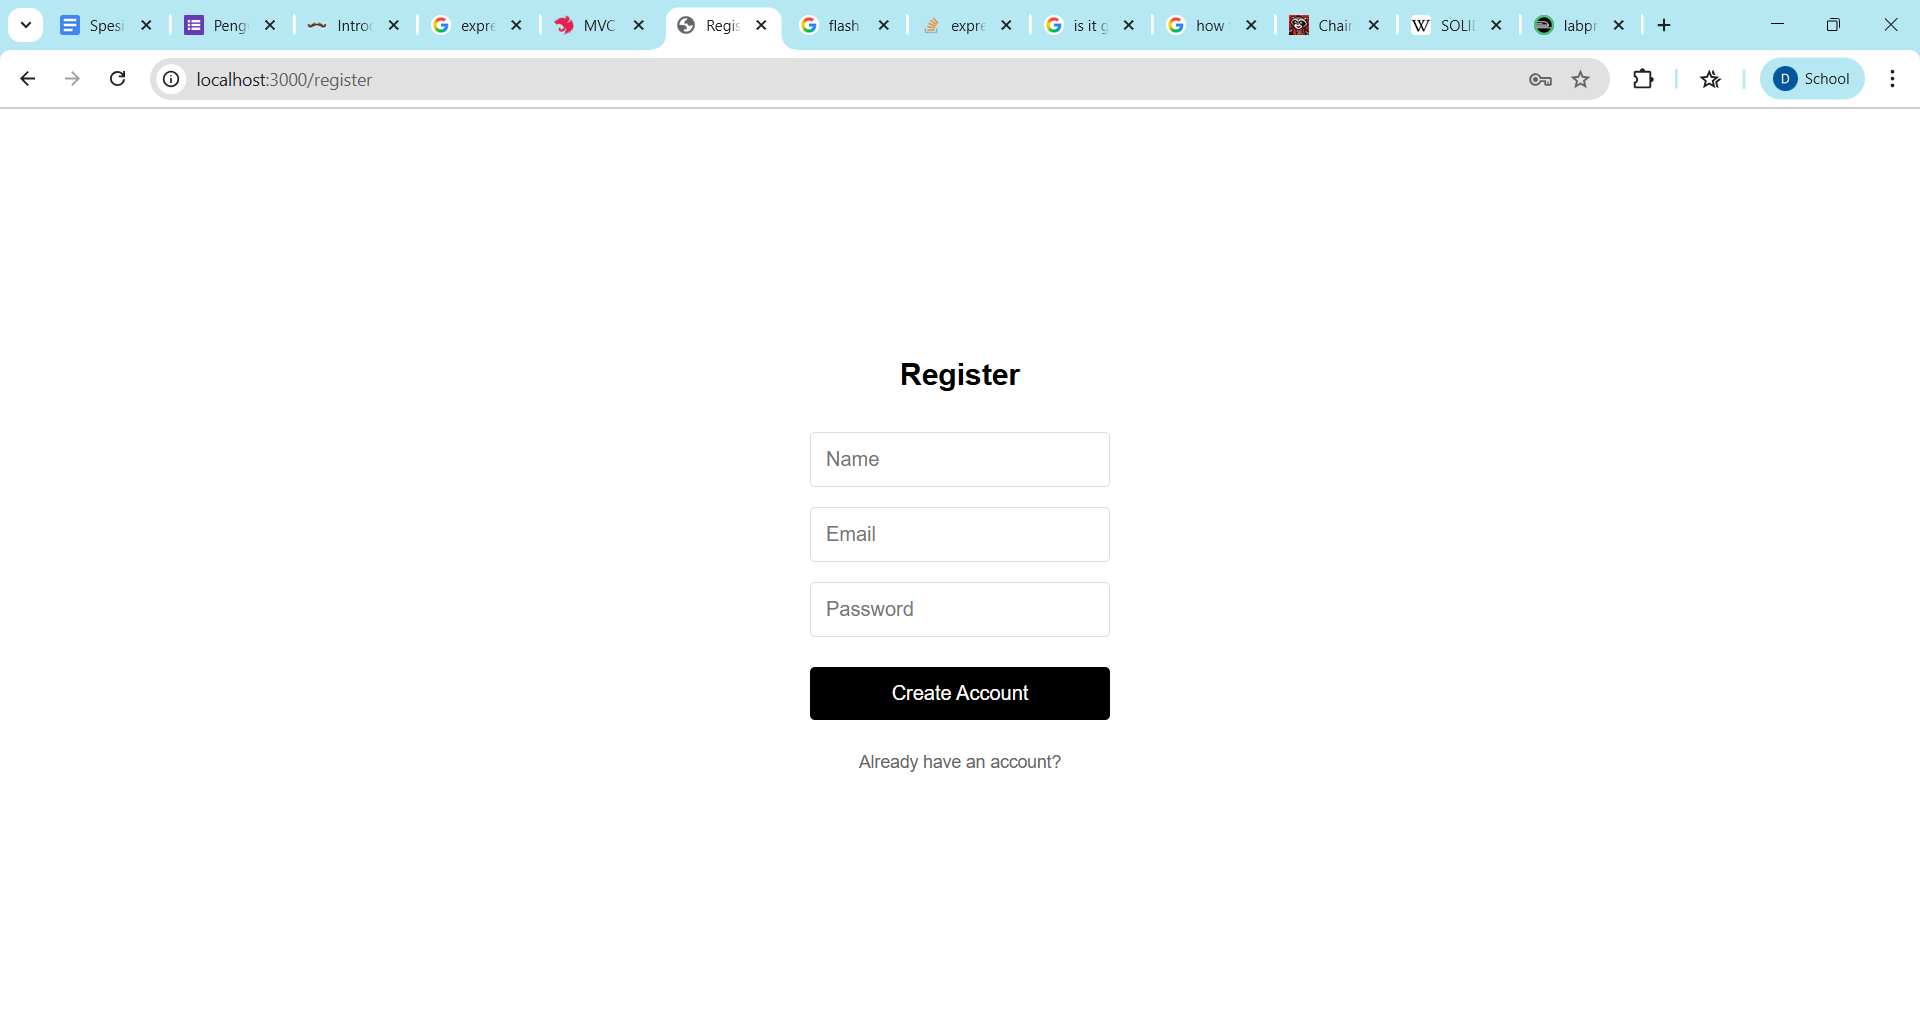 Spesi
Peng
Introd
expre
MVC
Regis
flash
expre
is it g
how
Chair
SOLI
labpr
localhost:3000/register
D
School
Register
Name
Email
Password
Create Account
Already have an account?